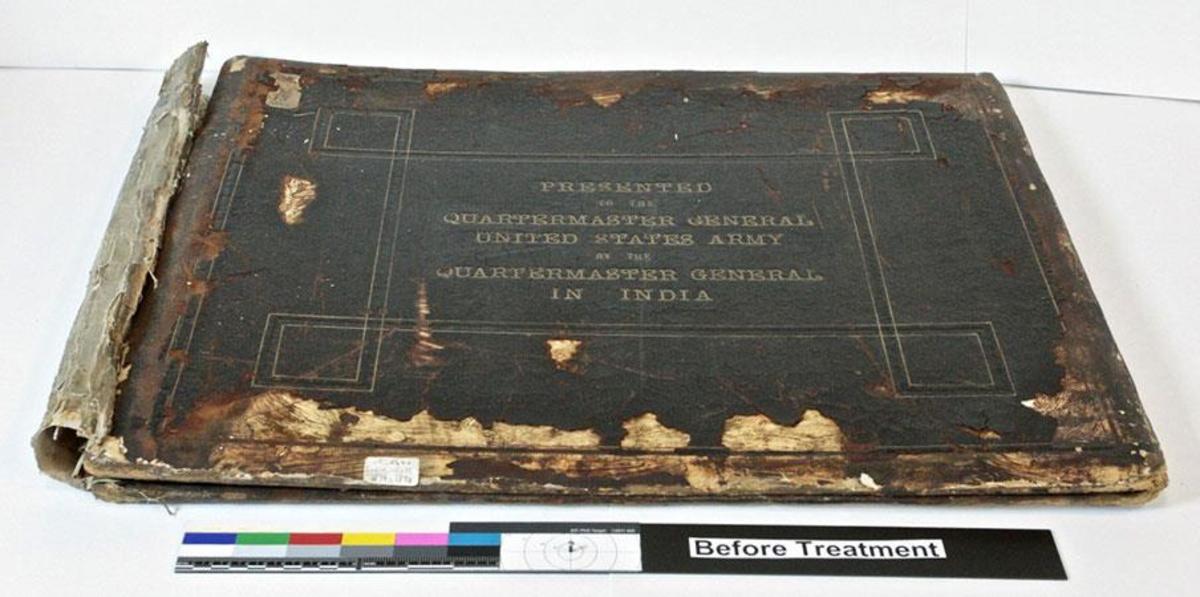 PRESENTED
TO THE
QUARTERMASTER GENERAL
UNITED STATES ARMY
BY THE
QUARTERMASTER GENERAL
IN INDIA
Before Treatment